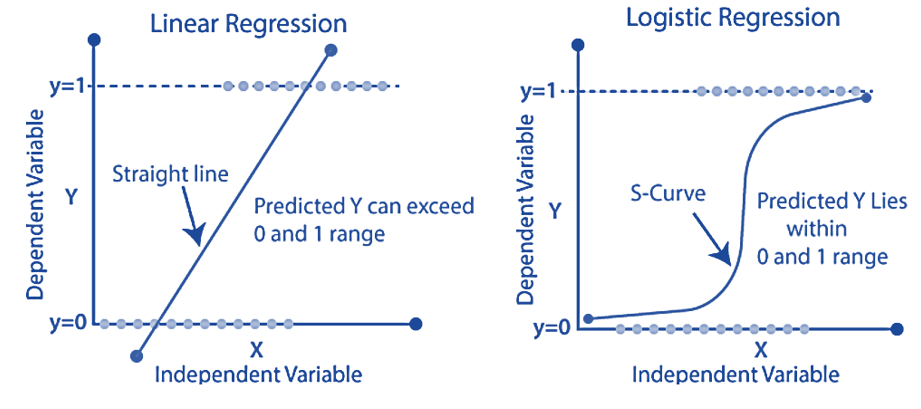 Linear Regression
y=1
Dependent Variable
Y
Straight line
Predicted Y can exceed
0 and 1 range
y=0
X
Independent Variable
Logistic Regression
y=1
Dependent Variable
Y
S-Curve
Predicted Y Lies
within
0 and 1 range
y=0
X
Independent Variable